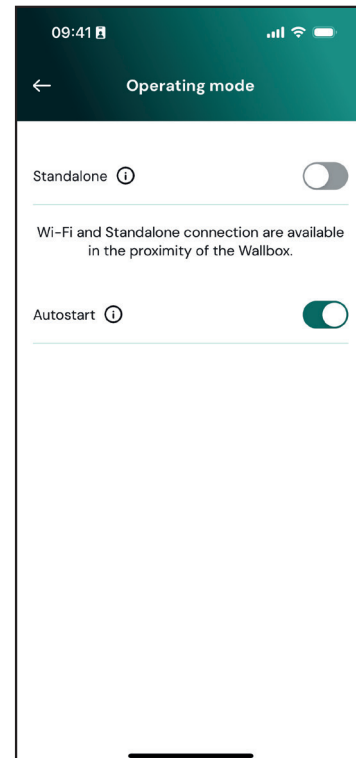 09:41
Operating mode
Standalone
Wi-Fi and Standalone connection are available
in the proximity of the Wallbox.
Autostart